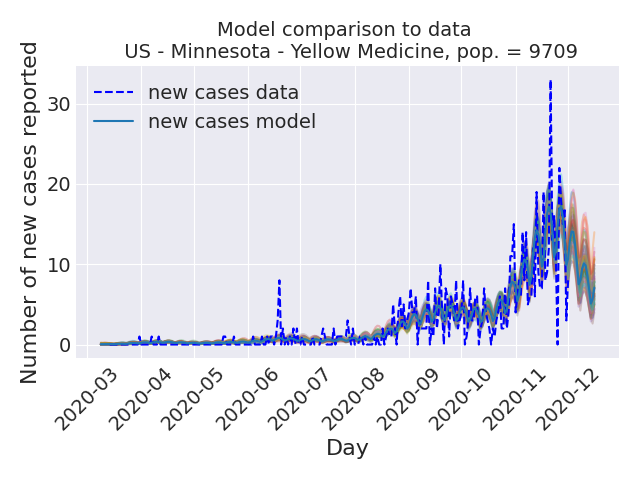 Model comparison to data
US - Minnesota - Yellow Medicine, pop. = 9709
Number of new cases reported
new cases data
new cases model
30
20
10
0
2020-03
2020-04
2020-05
2020-06
2020-07
2020-08
2020-09
2020-10
2020-11
2020-12
Day